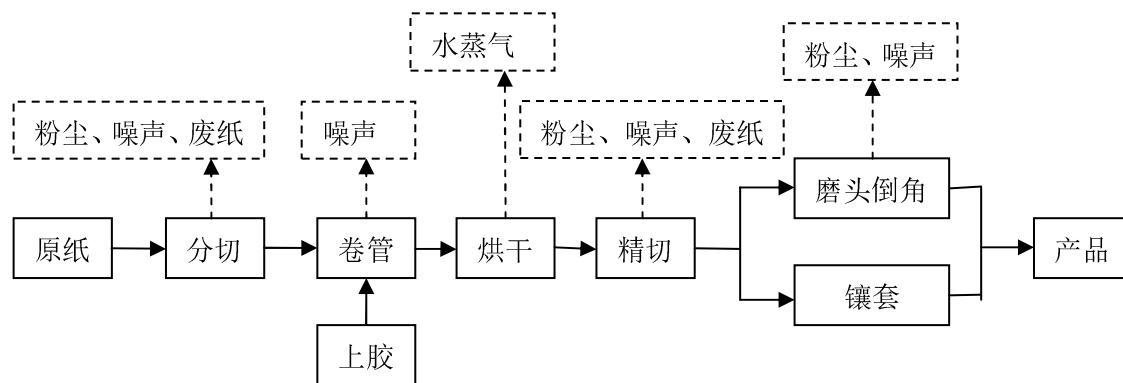 水蒸气
粉尘、噪声
粉尘、噪声、废纸
噪声
粉尘、噪声、废纸
磨头倒角
原纸
分切
卷管
烘干
精切
产品
镶套
上胶